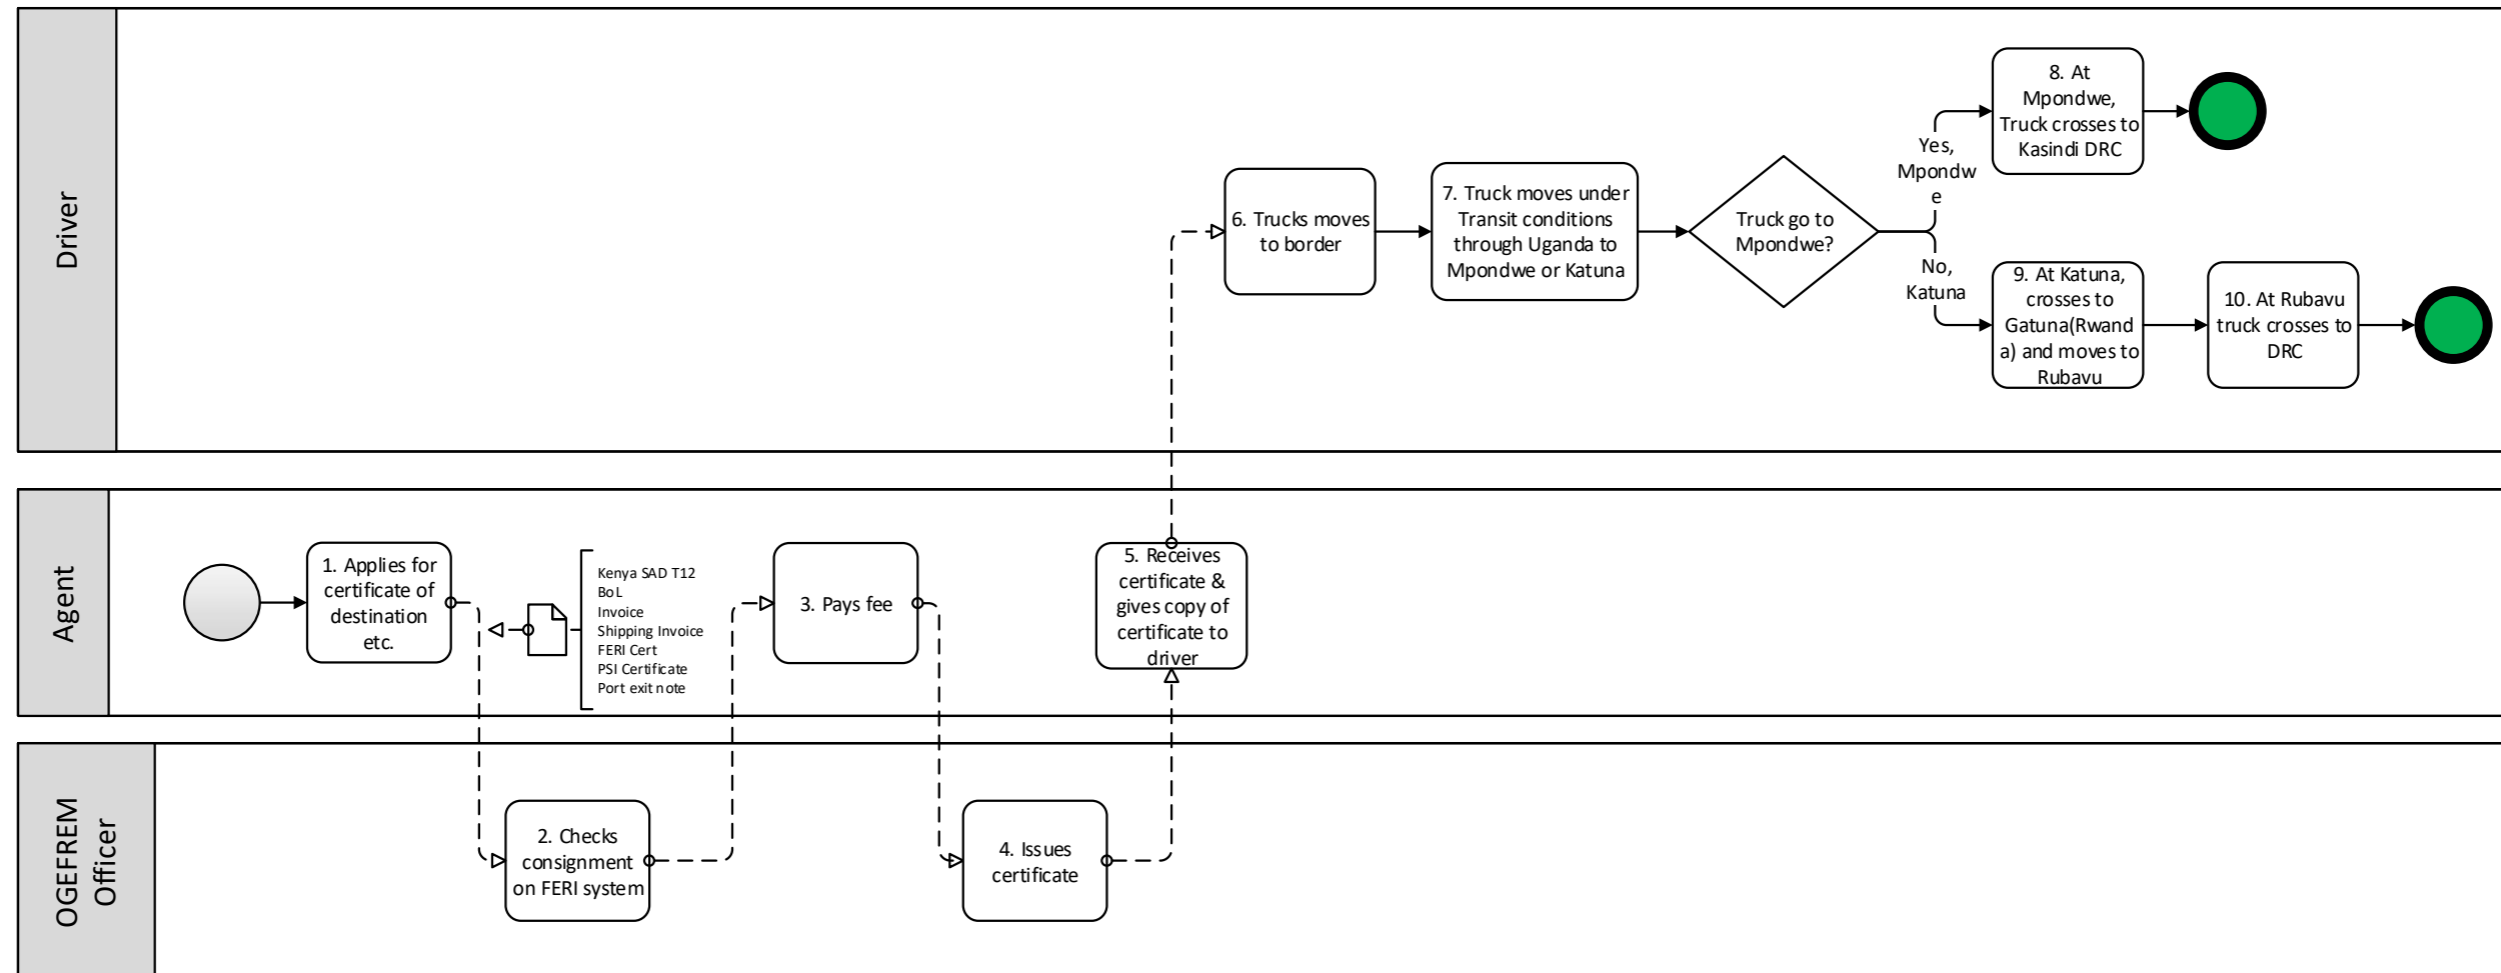 Driver
8. At
Mpondwe,
Truck crosses to
Kasindi DRC
Yes,
Mpondw
e
6. Trucks moves
to border
7. Truck moves under
Transit conditions
through Uganda to
Mpondwe or Katuna
Truck go to
Mpondwe?
No,
Katuna
9. At Katuna,
crosses to
Gatuna(Rwand
a) and moves to
Rubavu
10. At Rubavu
truck crosses to
DRC
Agent
1. Applies for
certificate of
destination
etc.
Kenya SAD T12
BoL
Invoice
Shipping Invoice
FERI Cert
PSI Certificate
Port exit note
3. Pays fee
5. Receives
certificate &
gives copy of
certificate to
driver
OGEFREM
Officer
2. Checks
consignment
on FERI system
4. Issues
certificate